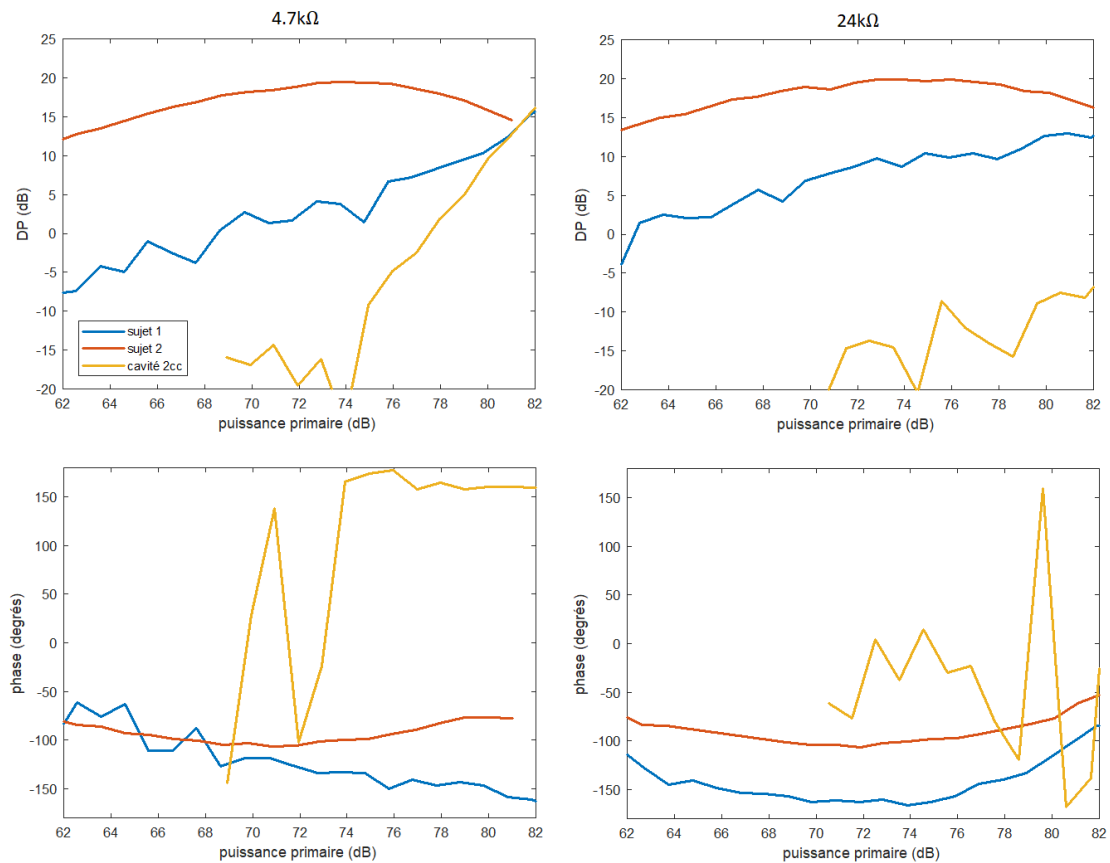 4.7kΩ
24kΩ
25
20
15
10
5
0
-5
-10
-15
-20
DP (dB)
sujet 1
sujet 2
cavité 2cc
62 64 66 68 70 72 74 76 78 80 82
puissance primaire (dB)
25
20
15
10
5
0
-5
-10
-15
-20
DP (dB)
62 64 66 68 70 72 74 76 78 80 82
puissance primaire (dB)
150
100
50
0
-50
-100
-150
phase (degrés)
62 64 66 68 70 72 74 76 78 80 82
puissance primaire (dB)
150
100
50
0
-50
-100
-150
phase (degrés)
62 64 66 68 70 72 74 76 78 80 82
puissance primaire (dB)